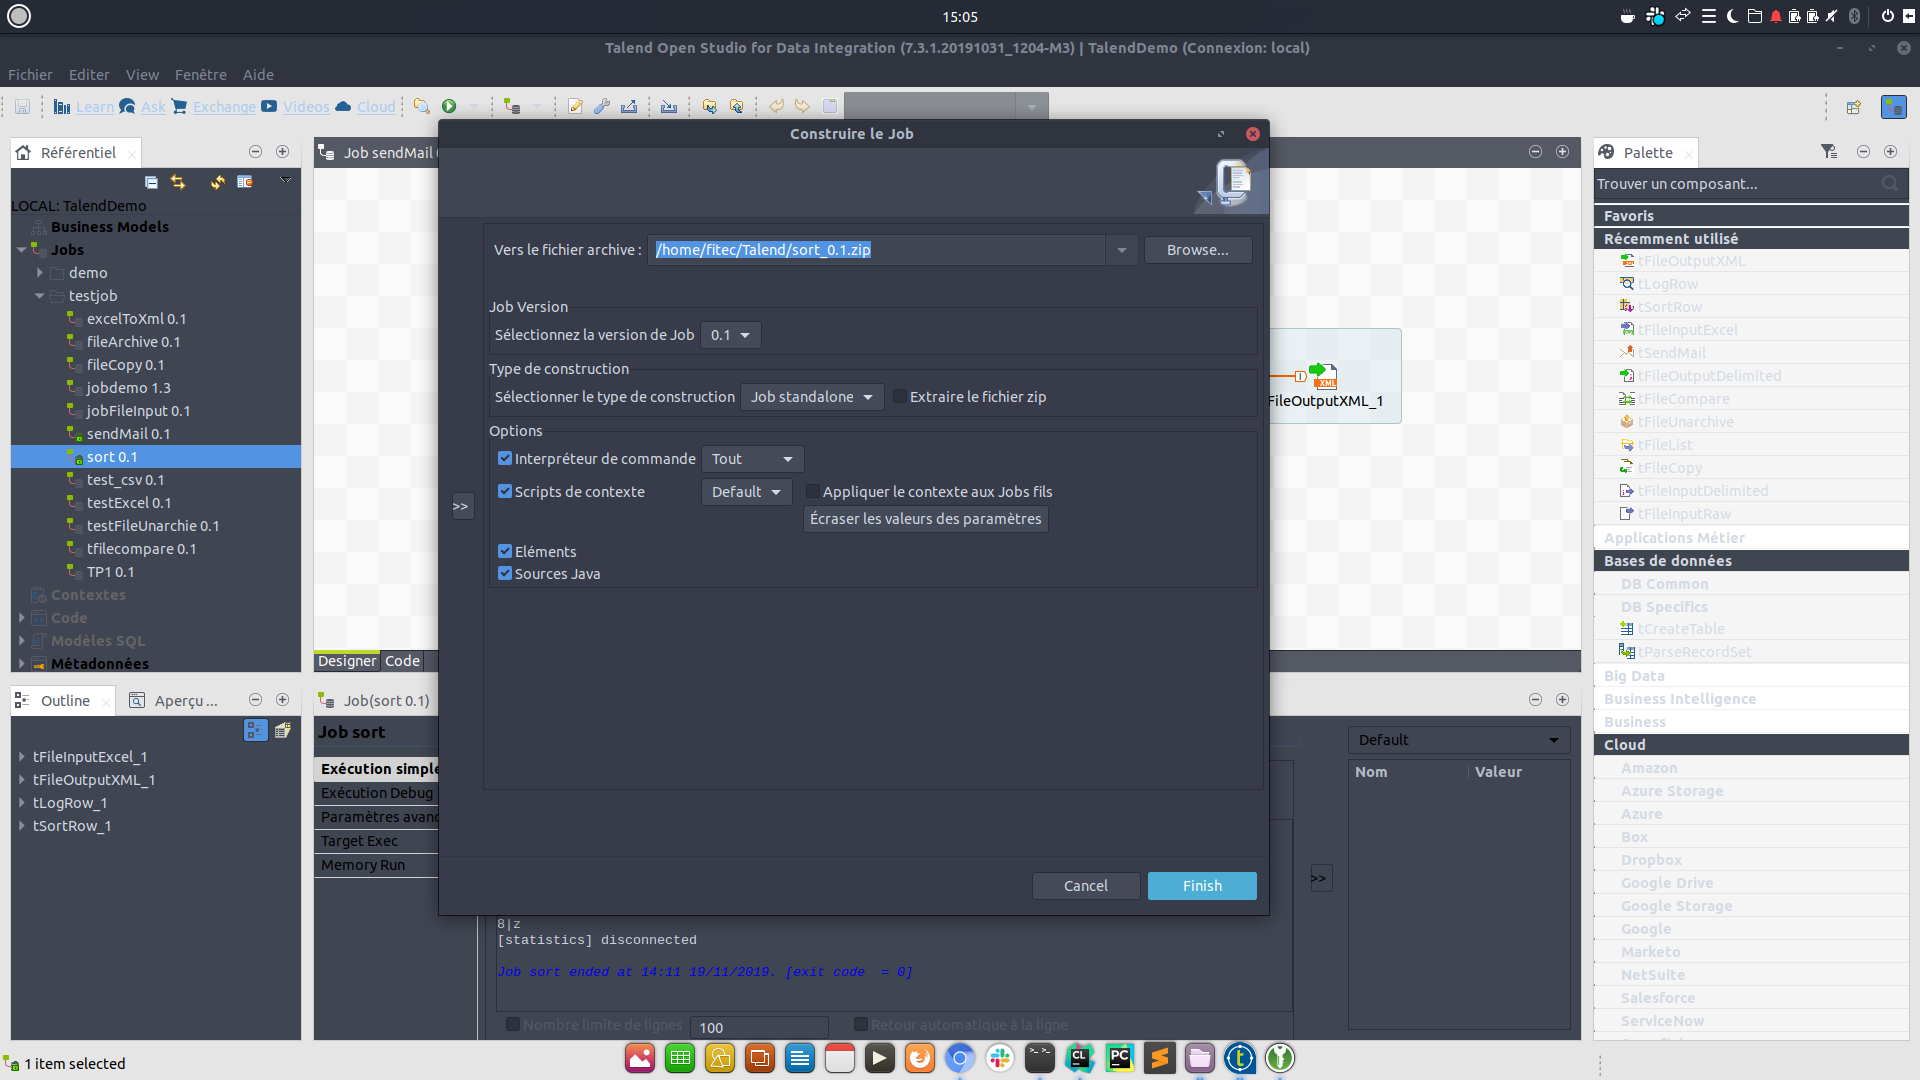 15:05
Talend Open Studio for Data Integration (7.3.1.20191031_1204-M3) | TalendDemo (Connexion: local)
Fichier Editer View Fenêtre Aide
Learn Ask Exchange Videos Cloud
Référentiel
LOCAL: TalendDemo
Business Models
Jobs
demo
testjob
excelToXml 0.1
fileArchive 0.1
fileCopy 0.1
jobdemo 1.3
jobFileInput 0.1
sendMail 0.1
sort 0.1
test_csv 0.1
testExcel 0.1
testFileUnarchie 0.1
tfilecompare 0.1
TP1 0.1
Contextes
Code
Modèles SQL
Métadonnées
Outline Aperçu ...
tFileInputExcel_1
tFileOutputXML_1
tLogRow_1
tSortRow_1
1 item selected
Job sendMail
Designer Code
Job(sort 0.1)
Job sort
Exécution simple
Exécution Debug
Paramètres avanc
Target Exec
Memory Run
Construire le Job
Vers le fichier archive : /home/fitec/Talend/sort_0.1.zip Browse...
Job Version
Sélectionnez la version de Job 0.1
Type de construction
Sélectionner le type de construction Job standalone Extraire le fichier zip
Options
Interpréteur de commande Tout
Scripts de contexte Default Appliquer le contexte aux Jobs fils
Écraser les valeurs des paramètres
>>
Eléments
Sources Java
Cancel Finish
FileOutputXML_1
8|z
[statistics] disconnected
Job sort ended at 14:11 19/11/2019. [exit code = 0]
Nombre limite de lignes 100 Retour automatique à la ligne
>>
Default
Nom Valeur
Palette
Trouver un composant...
Favoris
Récemment utilisé
tFileOutputXML
tLogRow
tSortRow
tFileInputExcel
tSendMail
tFileOutputDelimited
tFileCompare
tFileUnarchive
tFileList
tFileCopy
tFileInputDelimited
tFileInputRaw
Applications Métier
Bases de données
DB Common
DB Specifics
tCreateTable
tParseRecordSet
Big Data
Business Intelligence
Business
Cloud
Amazon
Azure Storage
Azure
Box
Dropbox
Google Drive
Google Storage
Google
Marketo
NetSuite
Salesforce
ServiceNow
CL
PC